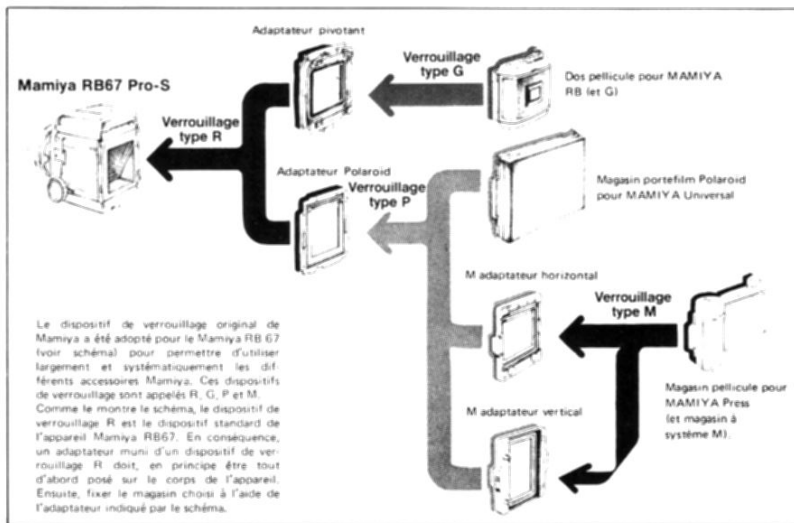 Adaptateur pivotant
Verrouillage
type G
Dos pellicule pour MAMIYA
RB (et G)
Mamiya RB67 Pro-S
Verrouillage
type R
Adaptateur Polaroid
Verrouillage
type P
Magasin portefilm Polaroid
pour MAMIYA Universal
M adaptateur horizontal
Verrouillage
type M
Magasin pellicule pour
MAMIYA Press
(et magasin à
système M).
M adaptateur vertical
Le dispositif de verrouillage original de
Mamiya a été adopté pour le Mamiya RB 67
(voir schéma) pour permettre d'utiliser
largement et systématiquement les dif-
férents accessoires Mamiya. Ces dispositifs
de verrouillage sont appelés R, G, P et M.
Comme le montre le schéma, le dispositif de
verrouillage R est le dispositif standard de
l'appareil Mamiya RB67. En conséquence,
un adaptateur muni d'un dispositif de ver-
rouillage R doit, en principe être tout
d'abord posé sur le corps de l'appareil.
Ensuite, fixer le magasin choisi à l'aide de
l'adaptateur indiqué par le schéma.